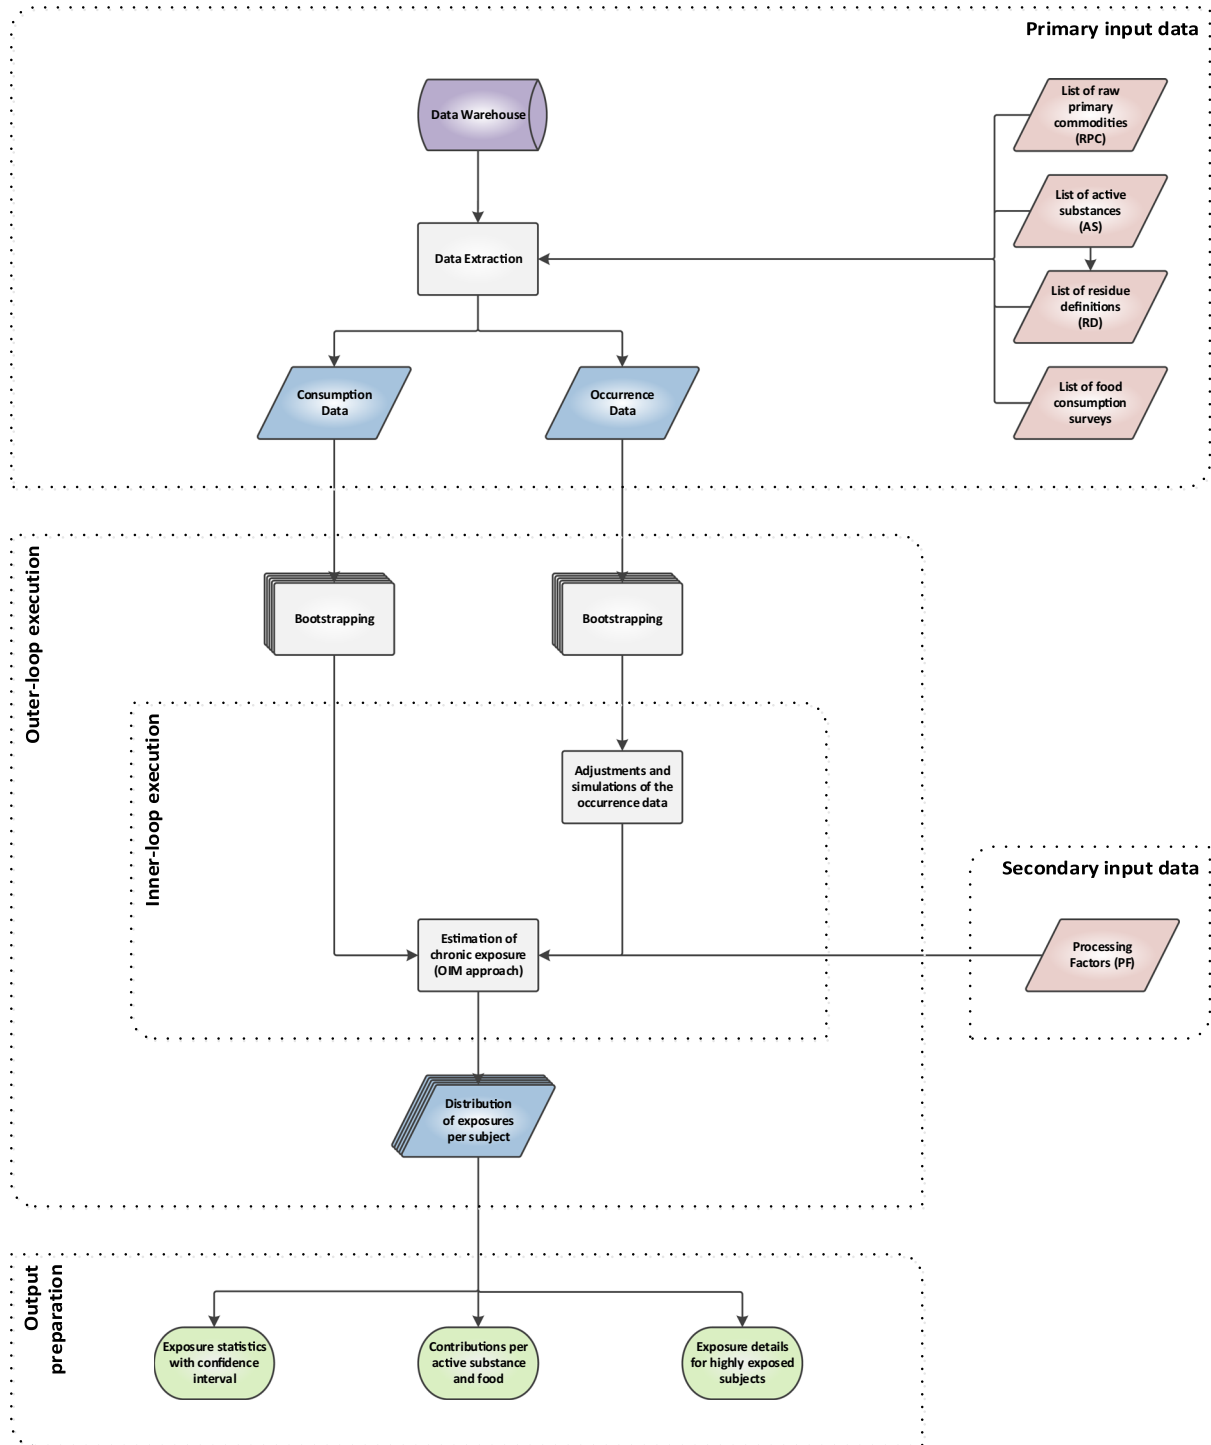 Primary input data
Data Warehouse
List of raw
primary
commodities
(RPC)
List of active
substances
(AS)
Data Extraction
List of residue
definitions
(RD)
Consumption
Data
Occurrence
Data
List of food
consumption
surveys
Outer-loop execution
Bootstrapping
Bootstrapping
Inner-loop execution
Adjustments and
simulations of the
occurrence data
Secondary input data
Estimation of
chronic exposure
(OIM approach)
Processing
Factors (PF)
Distribution
of exposures
per subject
Output
preparation
Exposure statistics
with confidence
interval
Contributions per
active substance
and food
Exposure details
for highly exposed
subjects